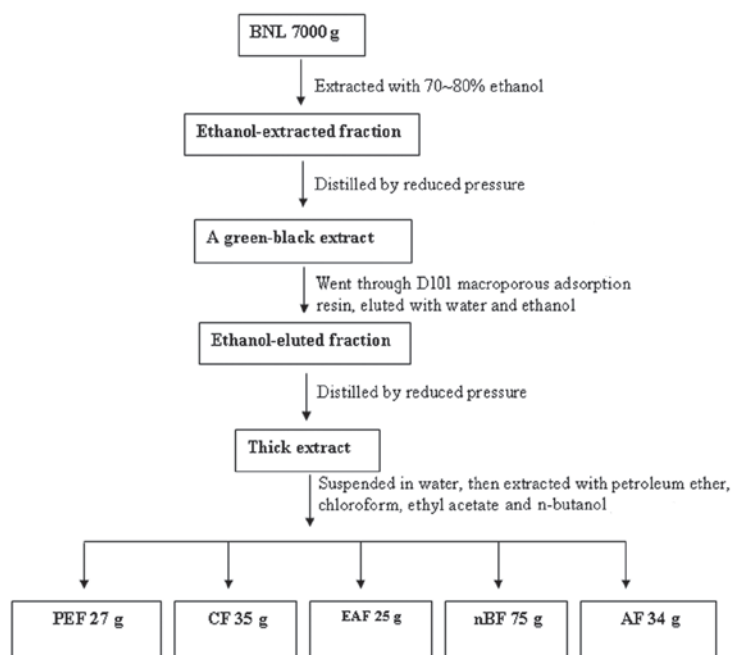 BNL 7000 g
Extracted with 70~80% ethanol
Ethanol-extracted fraction
Distilled by reduced pressure
A green-black extract
Went through D101 macroporous adsorption
resin, eluted with water and ethanol
Ethanol-eluted fraction
Distilled by reduced pressure
Thick extract
Suspended in water, then extracted with petroleum ether,
chloroform, ethyl acetate and n-butanol
PEF 27 g
CF 35 g
EAF 25 g
nBF 75 g
AF 34 g